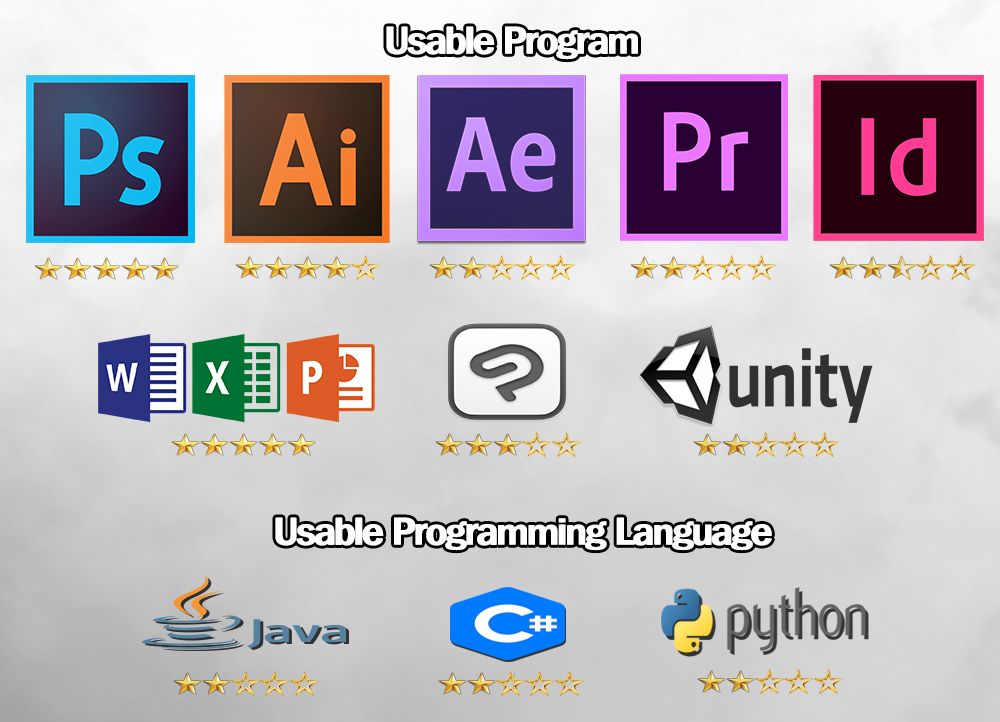 Usable Program
Ps Ai Ae Pr Id
W X P
unity
Usable Programming Language
Java C# python